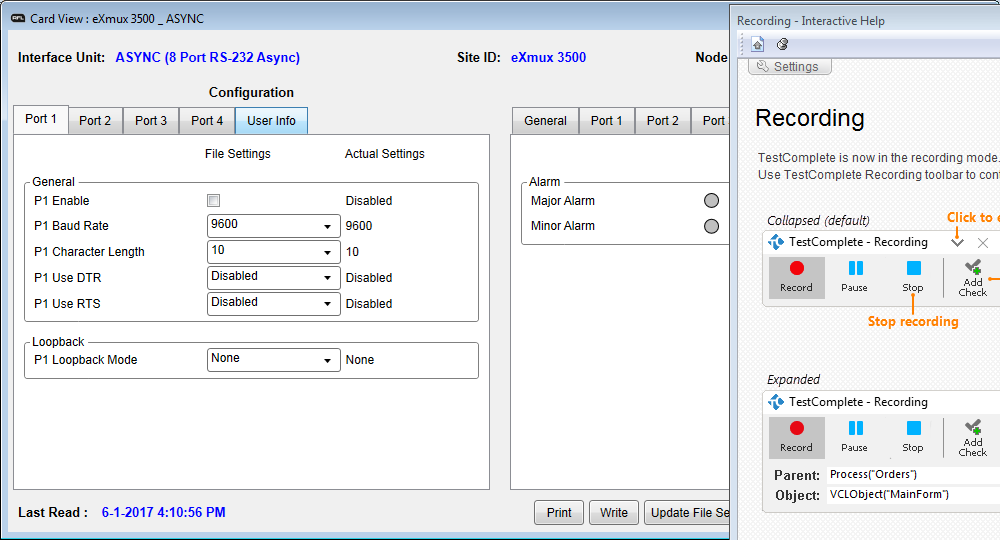 AFL Card View : eXmux 3500 _ ASYNC
Interface Unit: ASYNC (8 Port RS-232 Async) Site ID: eXmux 3500 Node
Configuration
Port 1 Port 2 Port 3 Port 4 User Info
File Settings Actual Settings
General
P1 Enable Disabled
P1 Baud Rate 9600 9600
P1 Character Length 10 10
P1 Use DTR Disabled Disabled
P1 Use RTS Disabled Disabled
Loopback
P1 Loopback Mode None None
General Port 1 Port 2 Port
Alarm
Major Alarm
Minor Alarm
Last Read : 6-1-2017 4:10:56 PM
Print Write Update File Se
Recording - Interactive Help
Settings
Recording
TestComplete is now in the recording mode.
Use TestComplete Recording toolbar to cont
Collapsed (default)
Click to e
TestComplete - Recording
Record Pause Stop Add Check
Stop recording
Expanded
TestComplete - Recording
Record Pause Stop Add Check
Parent: Process("Orders")
Object: VCLObject("MainForm")